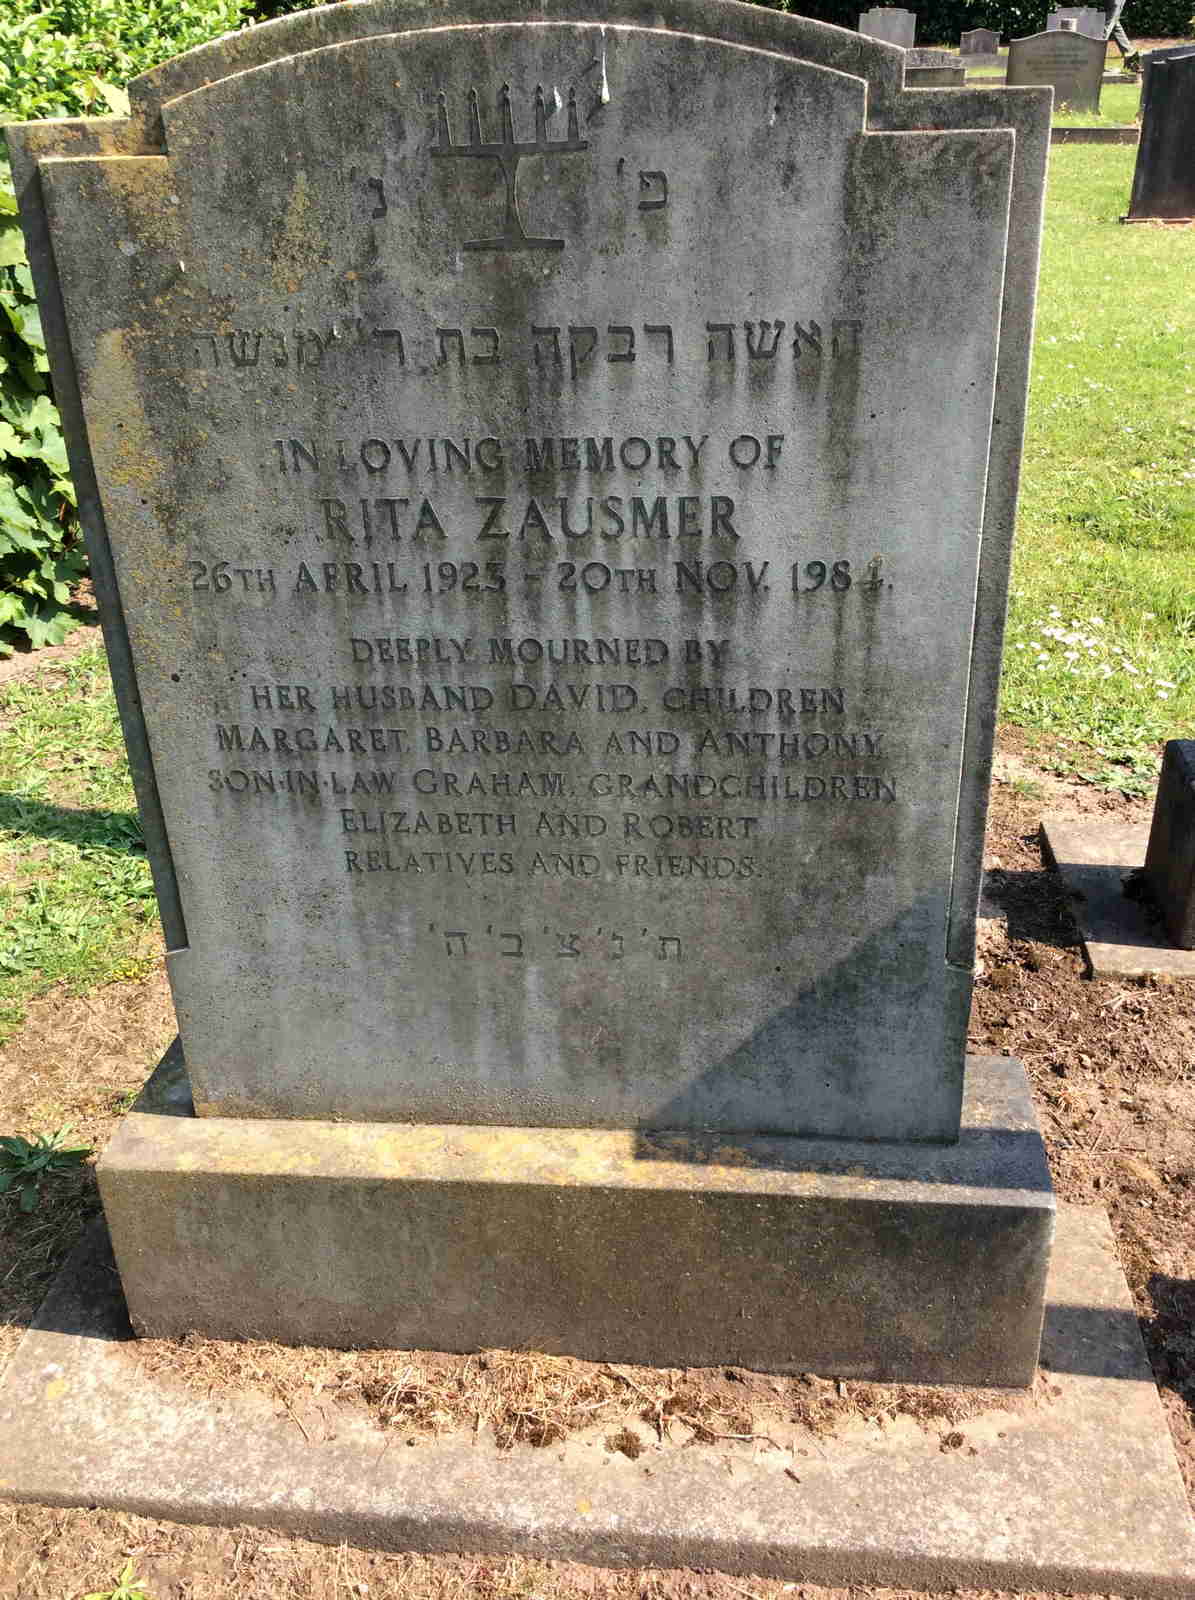 פ' נ'
האשה רבקה בת ר' מנשה
IN LOVING MEMORY OF
RITA ZAUSMER
26TH APRIL 1923 – 20TH NOV. 1984.
DEEPLY MOURNED BY
HER HUSBAND DAVID, CHILDREN
MARGARET, BARBARA AND ANTHONY,
SON·IN·LAW GRAHAM, GRANDCHILDREN
ELIZABETH AND ROBERT,
RELATIVES AND FRIENDS.
ת' נ' צ' ב' ה'